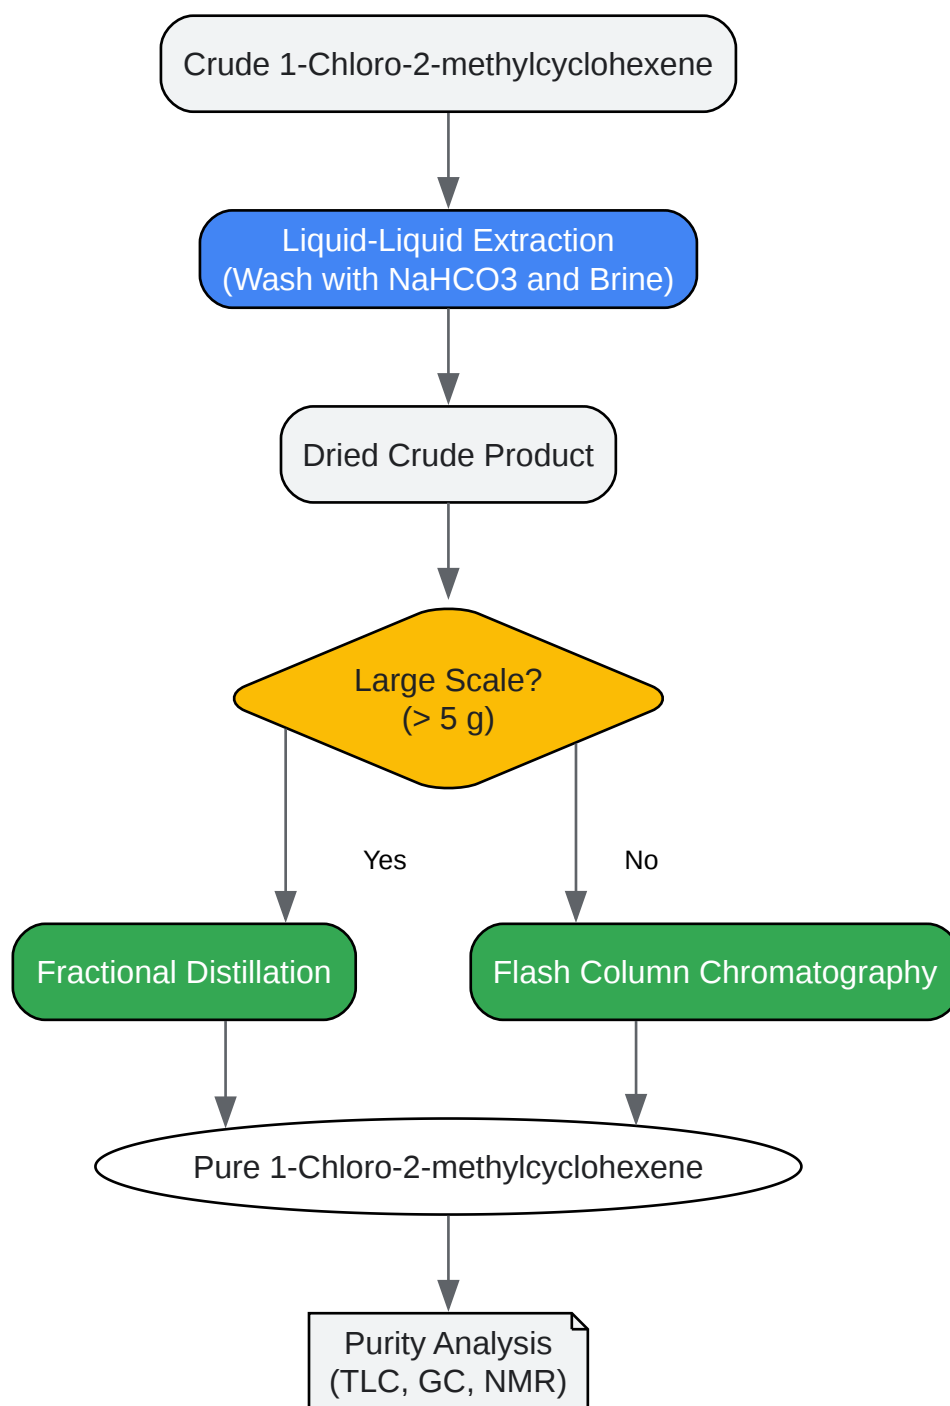 Crude 1-Chloro-2-methylcyclohexene
Liquid-Liquid Extraction
(Wash with NaHCO3 and Brine)
Dried Crude Product
Large Scale?
(> 5 g)
Yes
No
Fractional Distillation
Flash Column Chromatography
Pure 1-Chloro-2-methylcyclohexene
Purity Analysis
(TLC, GC, NMR)